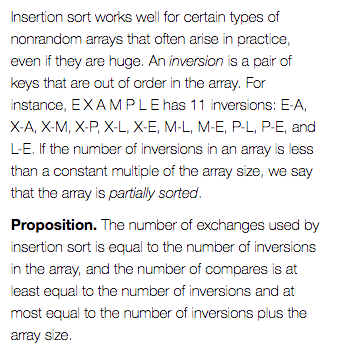 Insertion sort works well for certain types of
nonrandom arrays that often arise in practice,
even if they are huge. An inversion is a pair of
keys that are out of order in the array. For
instance, E X A M P L E has 11 inversions: E-A,
X-A, X-M, X-P, X-L, X-E, M-L, M-E, P-L, P-E, and
L-E. If the number of inversions in an array is less
than a constant multiple of the array size, we say
that the array is partially sorted.
Proposition. The number of exchanges used by
insertion sort is equal to the number of inversions
in the array, and the number of compares is at
least equal to the number of inversions and at
most equal to the number of inversions plus the
array size.